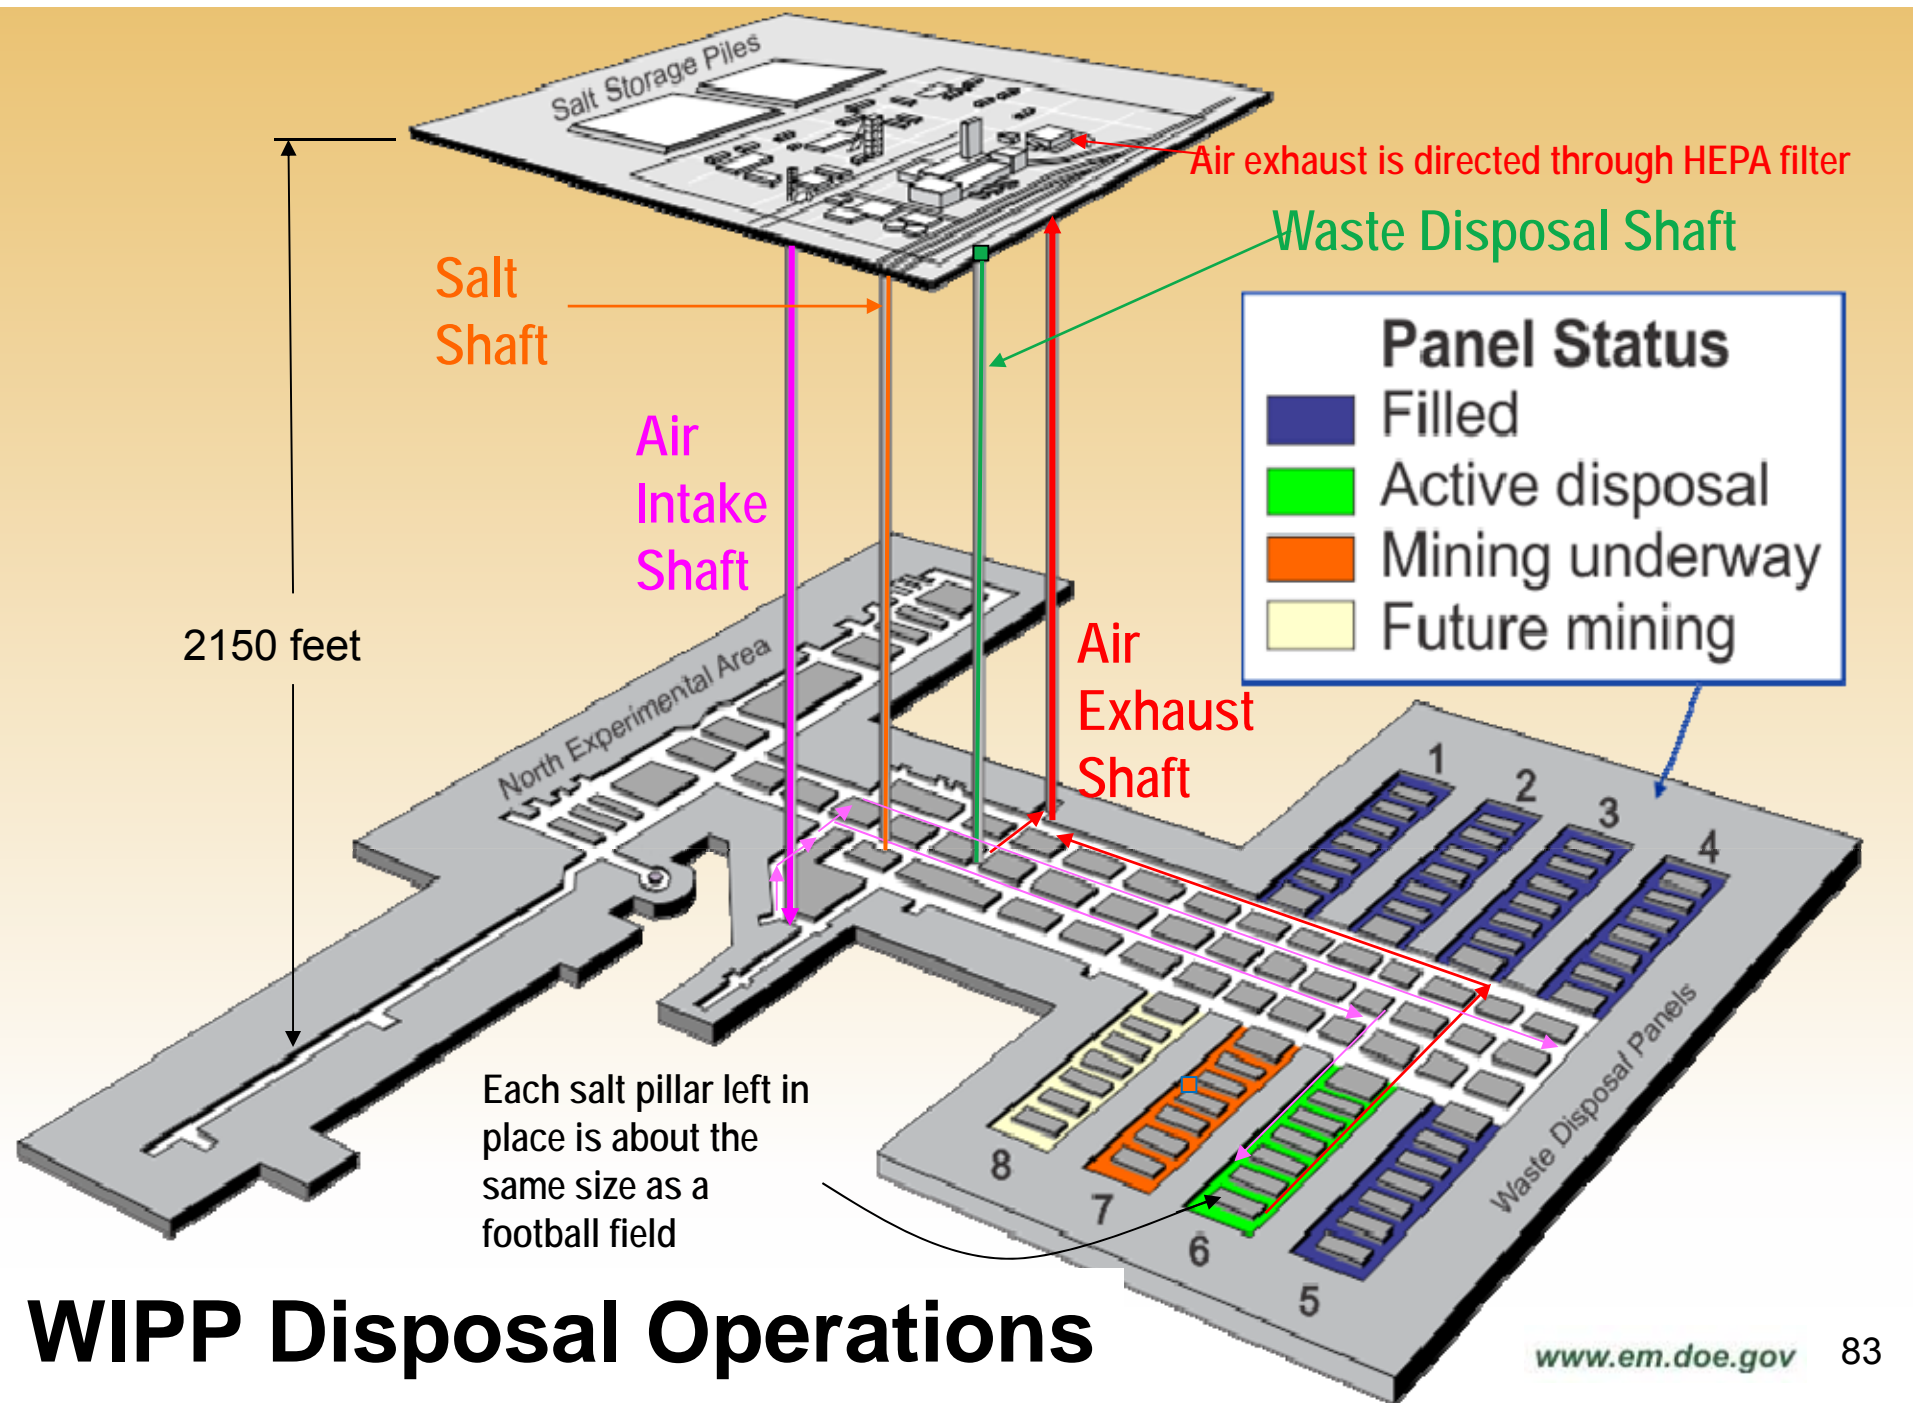 Salt Storage Piles
Air exhaust is directed through HEPA filter
Waste Disposal Shaft
Salt
Shaft
Panel Status
Filled
Active disposal
Mining underway
Future mining
Air
Intake
Shaft
2150 feet
North Experimental Area
Air
Exhaust
Shaft
1
2
3
4
Waste Disposal Panels
Each salt pillar left in
place is about the
same size as a
football field
8
7
6
5
WIPP Disposal Operations
www.em.doe.gov
83